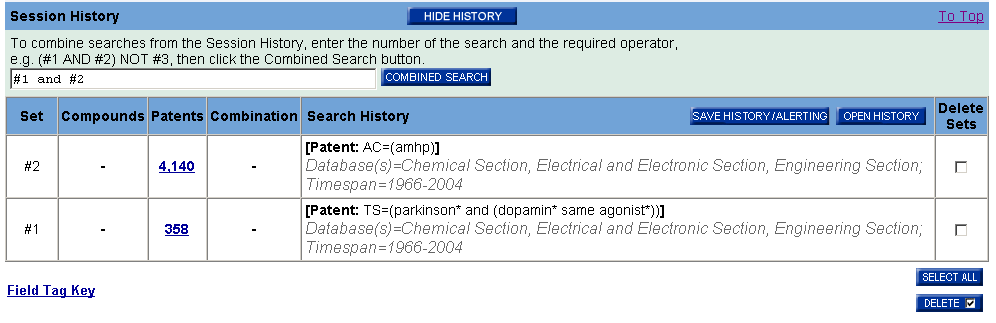 Session History HIDE HISTORY To Top
To combine searches from the Session History, enter the number of the search and the required operator,
e.g. (#1 AND #2) NOT #3, then click the Combined Search button.
#1 and #2 COMBINED SEARCH
Set Compounds Patents Combination Search History SAVE HISTORY/ALERTING OPEN HISTORY Delete Sets
[Patent: AC=(amhp)]
#2 - 4,140 - Database(s)=Chemical Section, Electrical and Electronic Section, Engineering Section;
Timespan=1966-2004
[Patent: TS=(parkinson* and (dopamin* same agonist*))]
#1 - 358 - Database(s)=Chemical Section, Electrical and Electronic Section, Engineering Section;
Timespan=1966-2004
SELECT ALL
Field Tag Key
DELETE